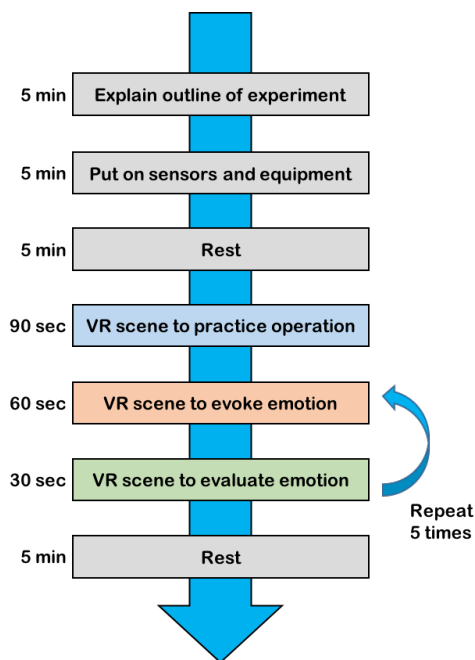 5 min Explain outline of experiment
5 min Put on sensors and equipment
5 min Rest
90 sec VR scene to practice operation
60 sec VR scene to evoke emotion
30 sec VR scene to evaluate emotion
Repeat
5 times
5 min Rest